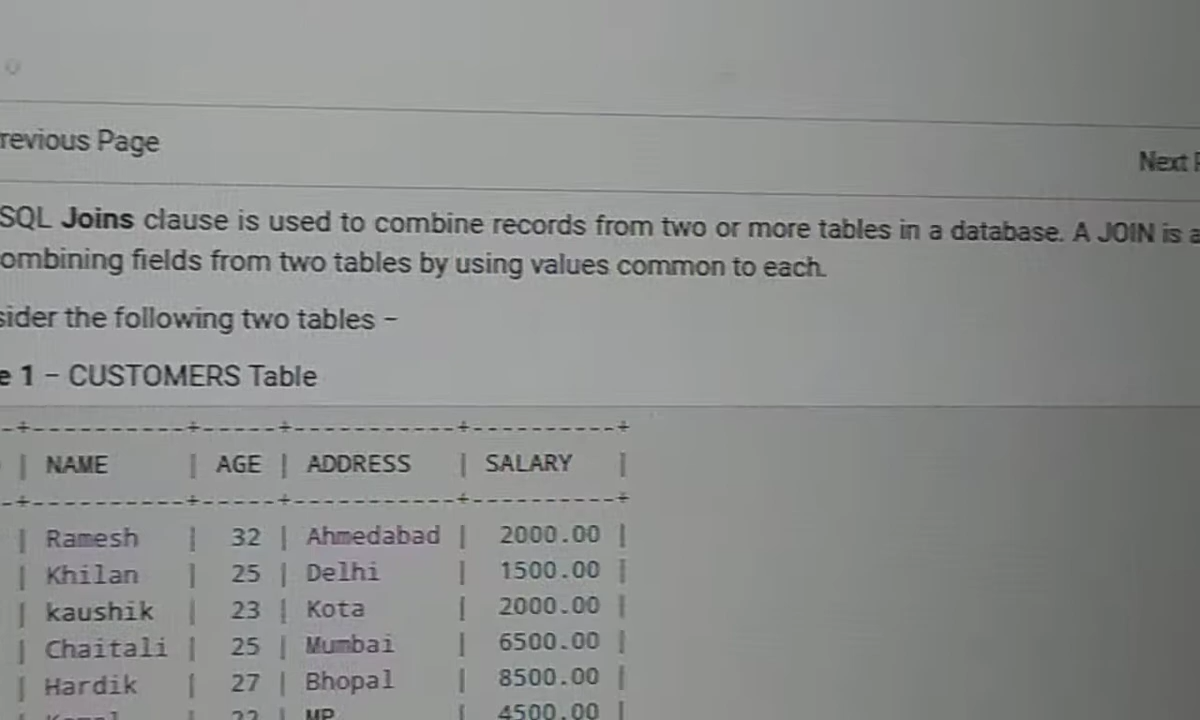 revious Page
Next P
SQL Joins clause is used to combine records from two or more tables in a database. A JOIN is a
ombining fields from two tables by using values common to each.
sider the following two tables –
e 1 – CUSTOMERS Table
-+----------+-----+-----------+----------+
| NAME | AGE | ADDRESS | SALARY |
-+----------+-----+-----------+----------+
| Ramesh | 32 | Ahmedabad | 2000.00 |
| Khilan | 25 | Delhi | 1500.00 |
| kaushik | 23 | Kota | 2000.00 |
| Chaitali | 25 | Mumbai | 6500.00 |
| Hardik | 27 | Bhopal | 8500.00 |
| 22 | MP | 4500.00 |